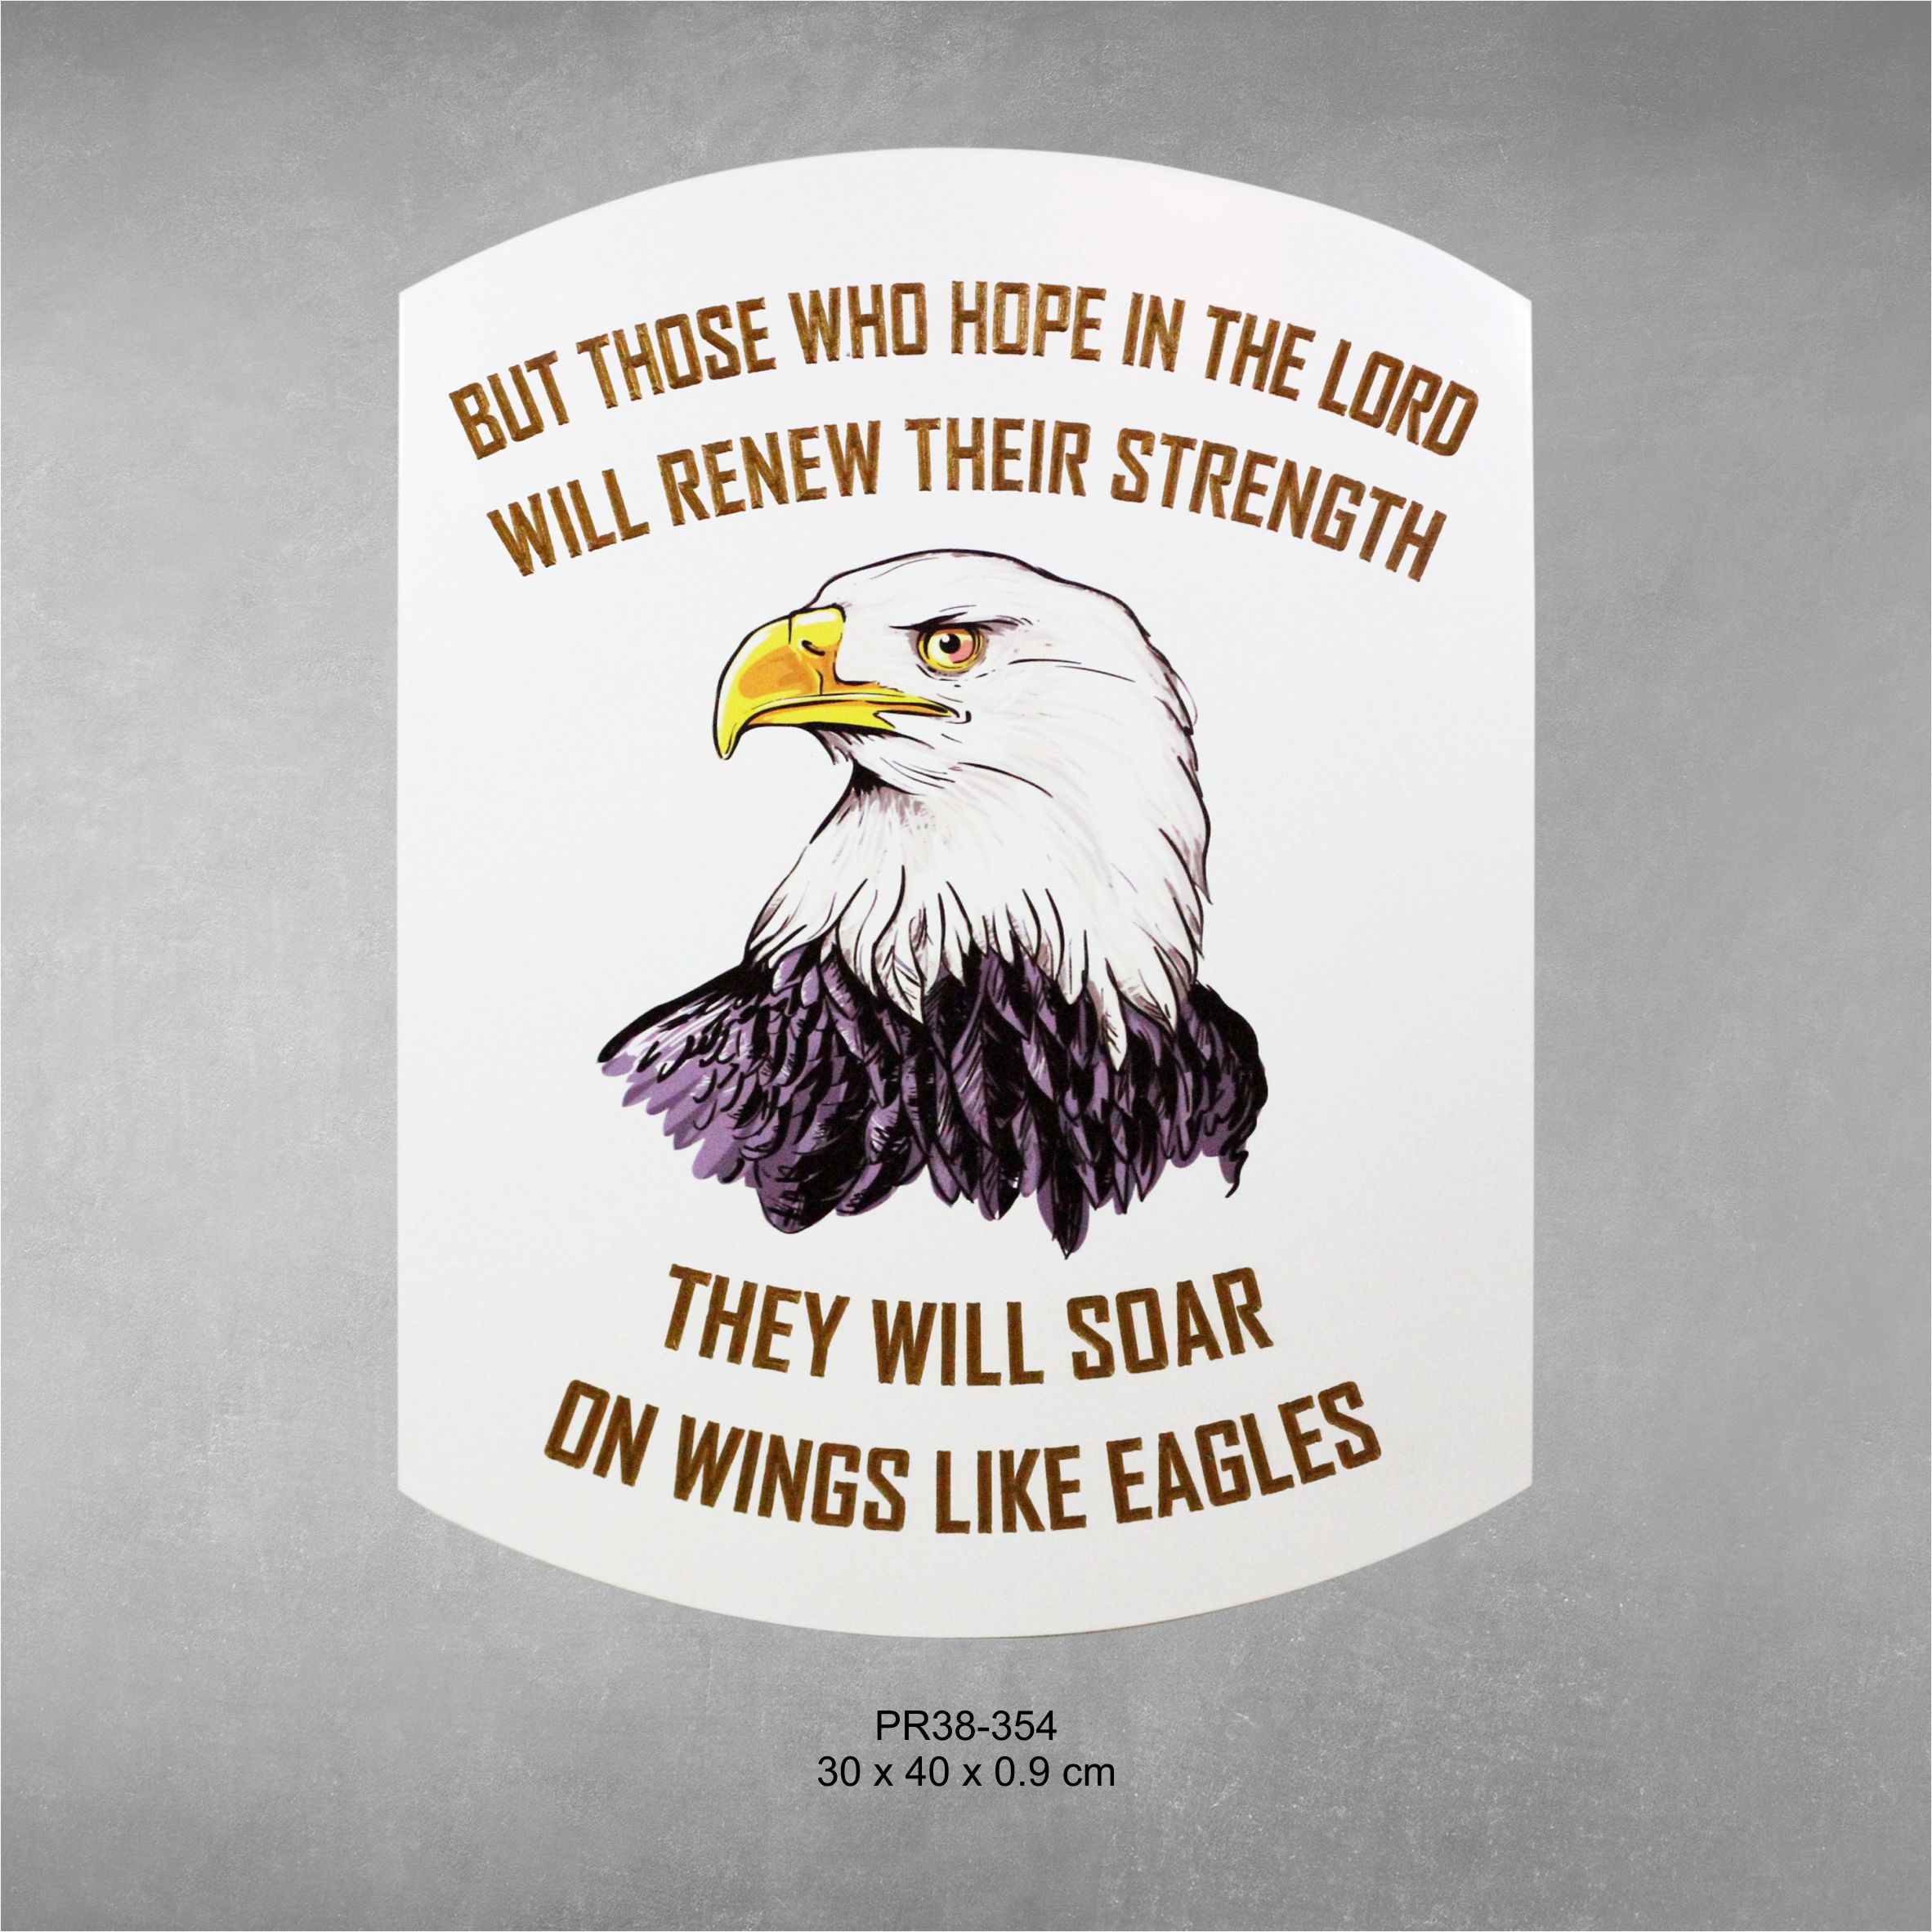 BUT THOSE WHO HOPE IN THE LORD
WILL RENEW THEIR STRENGTH
THEY WILL SOAR
ON WINGS LIKE EAGLES
PR38-354
30 x 40 x 0.9 cm